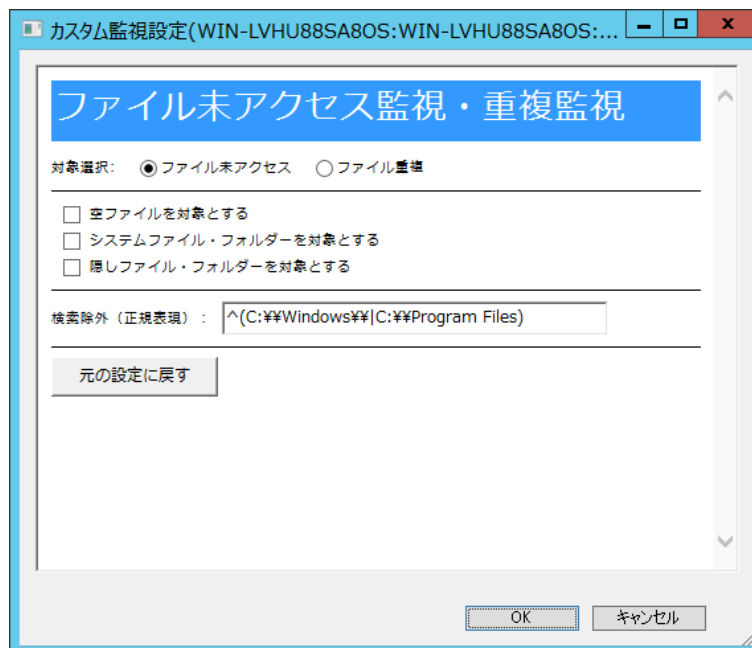 カスタム監視設定(WIN-LVHU88SA8OS:WIN-LVHU88SA8OS:...
ファイル未アクセス監視・重複監視
対象選択: ファイル未アクセス ファイル重複
空ファイルを対象とする
システムファイル・フォルダーを対象とする
隠しファイル・フォルダーを対象とする
検索除外（正規表現）: ^(C:¥¥Windows¥¥|C:¥¥Program Files)
元の設定に戻す
OK キャンセル